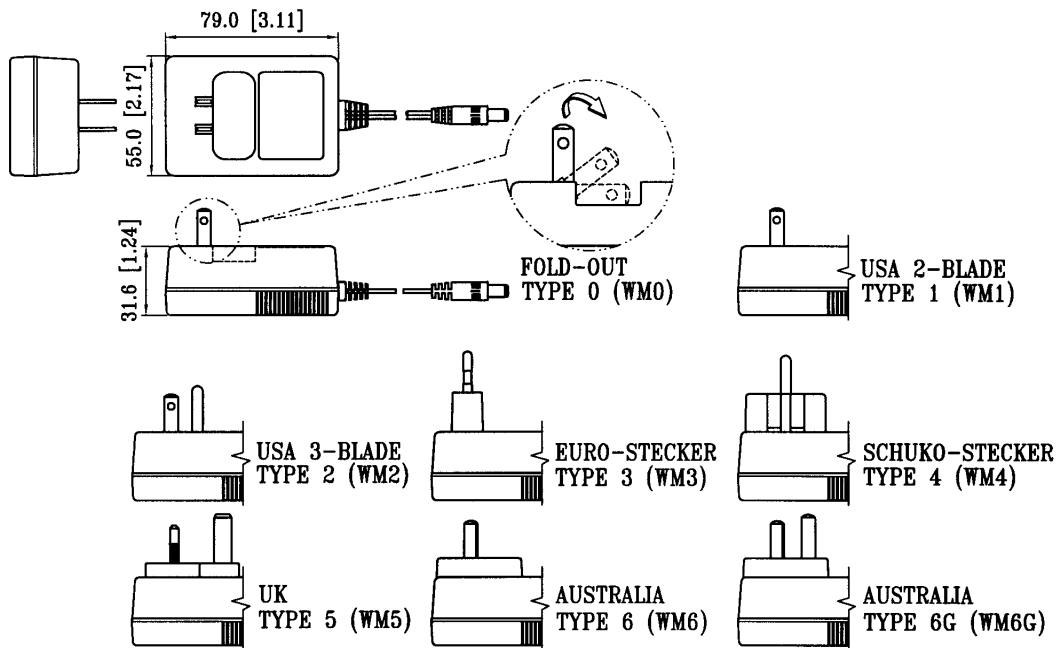 79.0 [3.11]
55.0 [2.17]
31.6 [1.24]
FOLD-OUT
TYPE 0 (WM0)
USA 2-BLADE
TYPE 1 (WM1)
USA 3-BLADE
TYPE 2 (WM2)
EURO-STECKER
TYPE 3 (WM3)
SCHUKO-STECKER
TYPE 4 (WM4)
UK
TYPE 5 (WM5)
AUSTRALIA
TYPE 6 (WM6)
AUSTRALIA
TYPE 6G (WM6G)